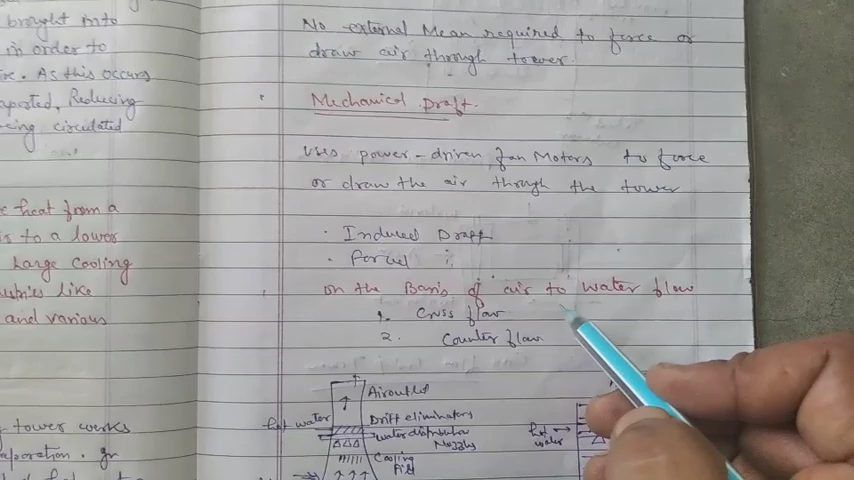 brought into
in order to
As this occurs
Reducing
being circulated
heat from a
to a lower
Large Cooling
like
and various
tower works
No external Mean required to force or
draw air through tower.
Mechanical Draft.
Uses power-driven fan Motors to force
or draw the air through the tower
· Induced Draft
· Forced "
on the Basis of air to water flow
1. Cross flow
2. Counter flow
Air outlet
hot water
Drift eliminators
water distribution
Nozzles
Cooling
Fill
hot
water